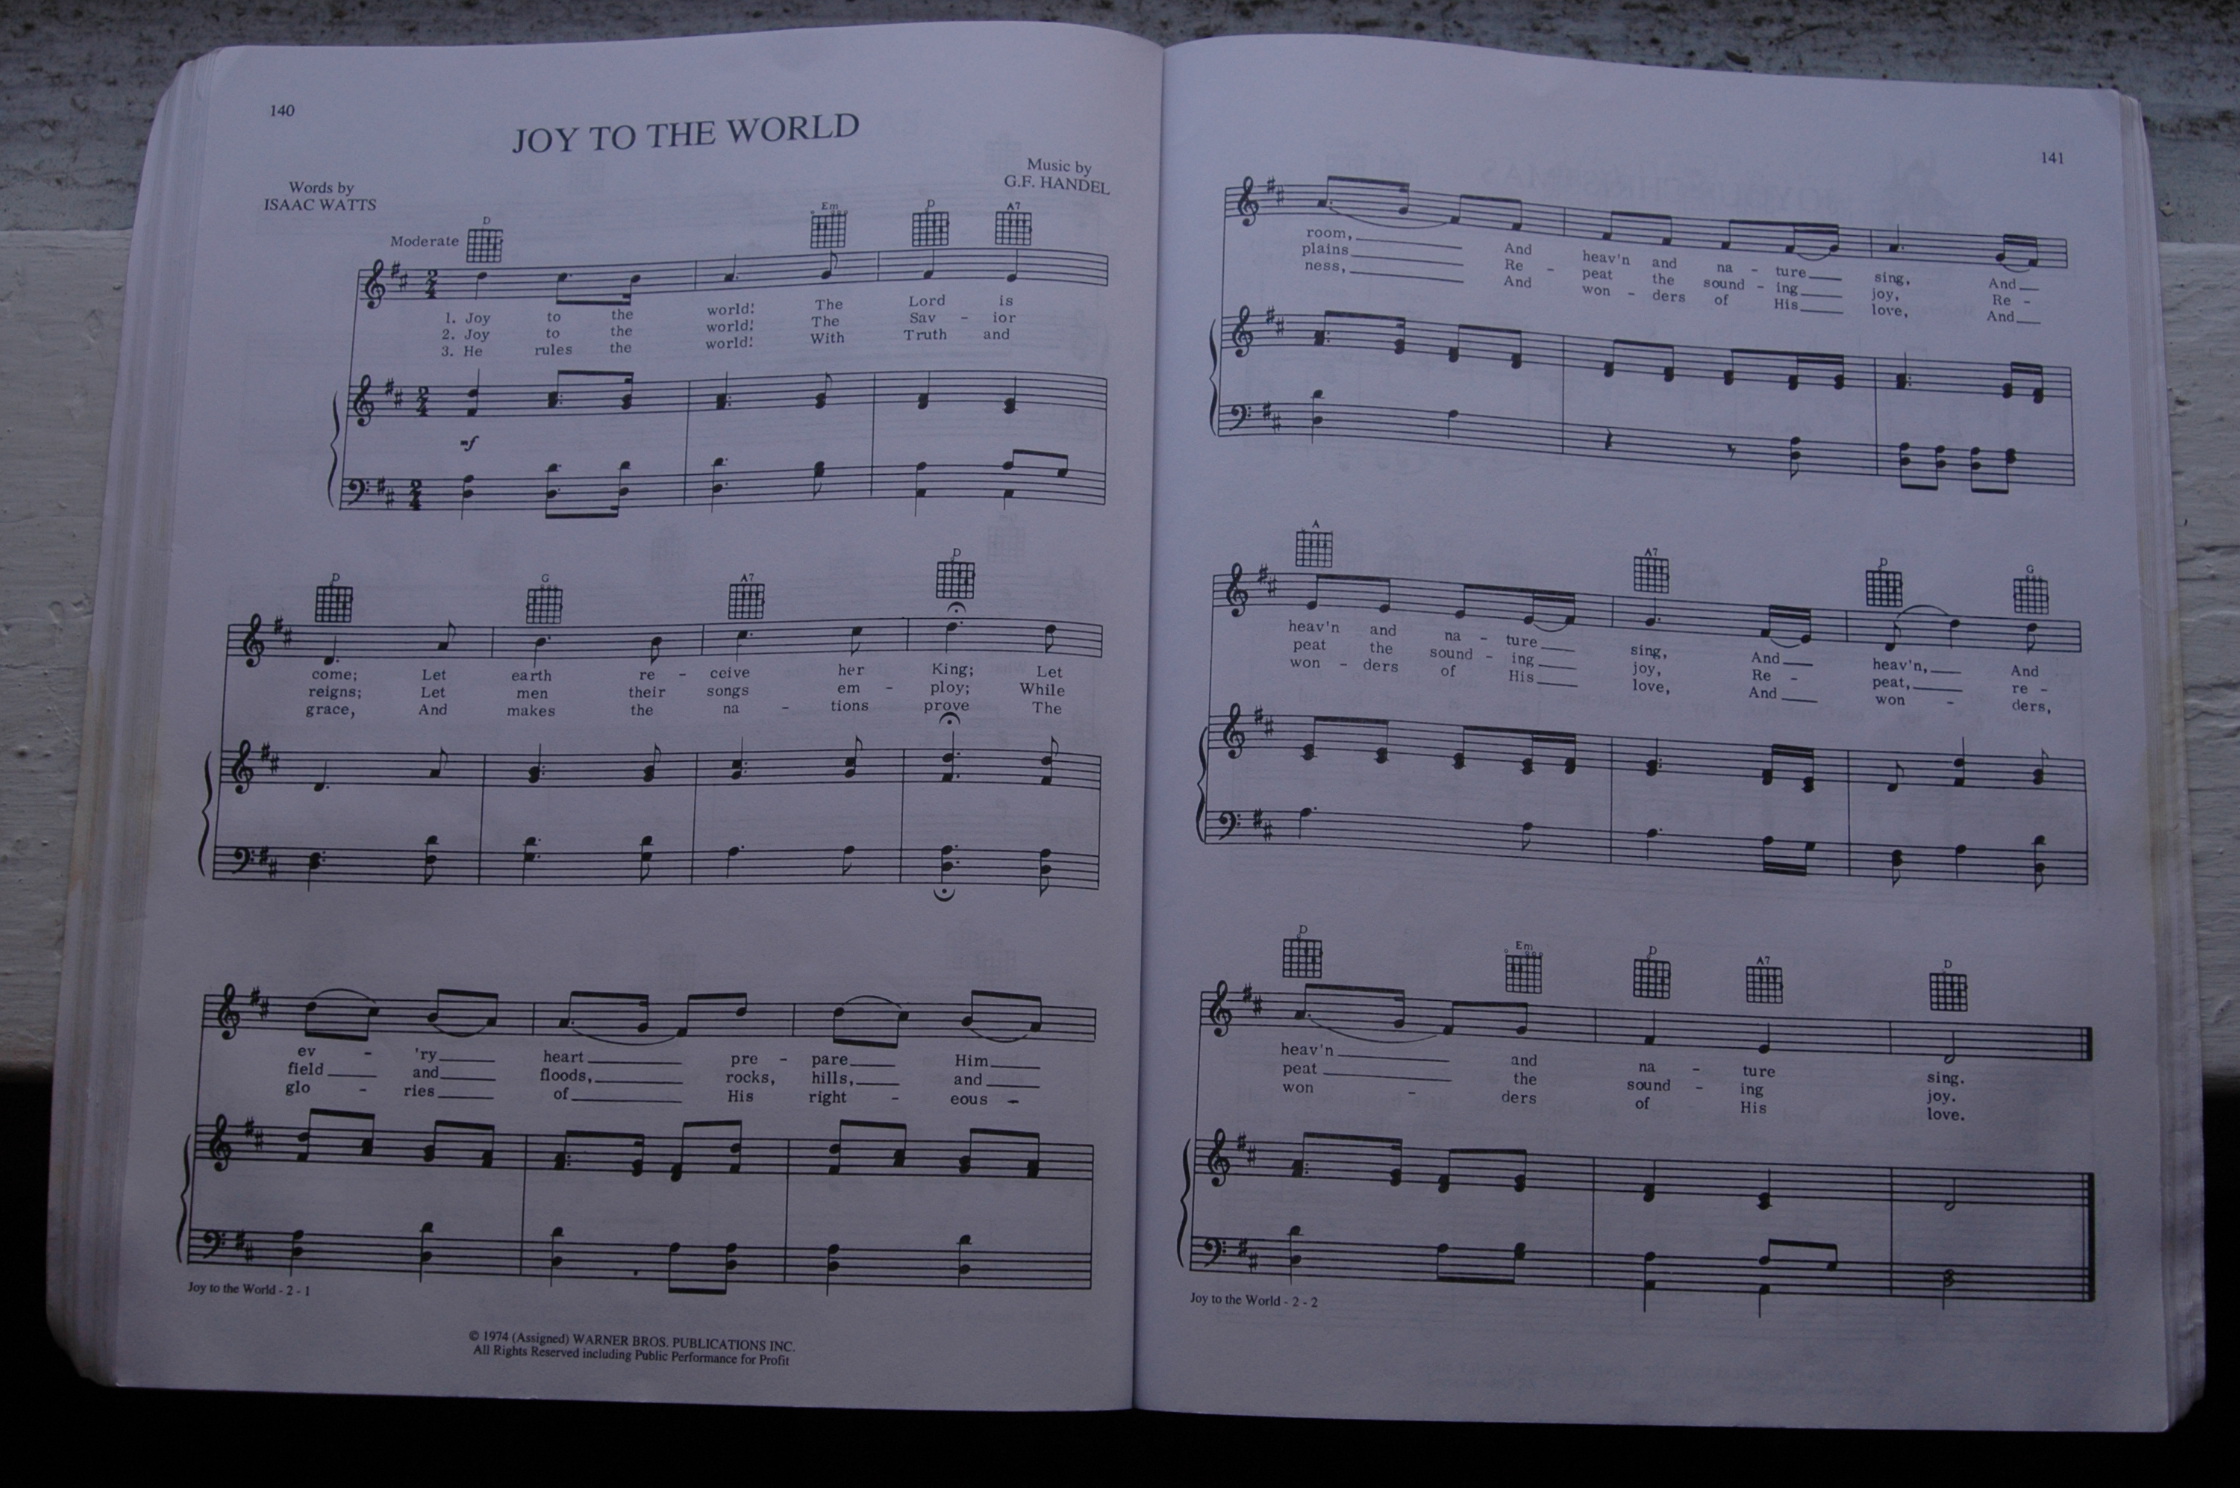 140
JOY TO THE WORLD
Words by
ISAAC WATTS
Music by
G.F. HANDEL
Moderate
D Em D A7
1. Joy to the world! The Lord is
2. Joy to the world! The Sav - ior
3. He rules the world! With Truth and
mf
D G A7 D
come; Let earth re - ceive her King; Let
reigns; Let men their songs em - ploy; While
grace, And makes the na - tions prove The
ev - 'ry heart pre - pare Him
field and floods, rocks, hills, and
glo - ries of His right - eous -
Joy to the World - 2 - 1
© 1974 (Assigned) WARNER BROS. PUBLICATIONS INC.
All Rights Reserved including Public Performance for Profit
141
room, And heav'n and na - ture sing, And
plains Re - peat the sound - ing joy, Re -
ness, And won - ders of His love, And
A A7 D G
heav'n and na - ture sing, And heav'n, And
peat the sound - ing joy, Re - peat, re -
won - ders of His love, And won - ders,
D Em D A7 D
heav'n and na - ture sing.
peat the sound - ing joy.
won - ders of His love.
Joy to the World - 2 - 2